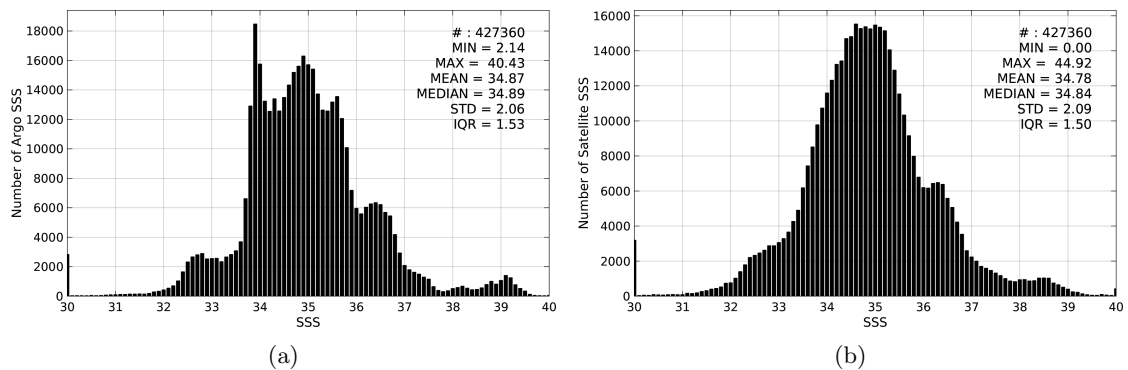 18000
16000
14000
12000
10000
8000
6000
4000
2000
0
30 31 32 33 34 35 36 37 38 39 40
SSS
Number of Argo SSS
# : 427360
MIN = 2.14
MAX = 40.43
MEAN = 34.87
MEDIAN = 34.89
STD = 2.06
IQR = 1.53
(a)
16000
14000
12000
10000
8000
6000
4000
2000
0
30 31 32 33 34 35 36 37 38 39 40
SSS
Number of Satellite SSS
# : 427360
MIN = 0.00
MAX = 44.92
MEAN = 34.78
MEDIAN = 34.84
STD = 2.09
IQR = 1.50
(b)